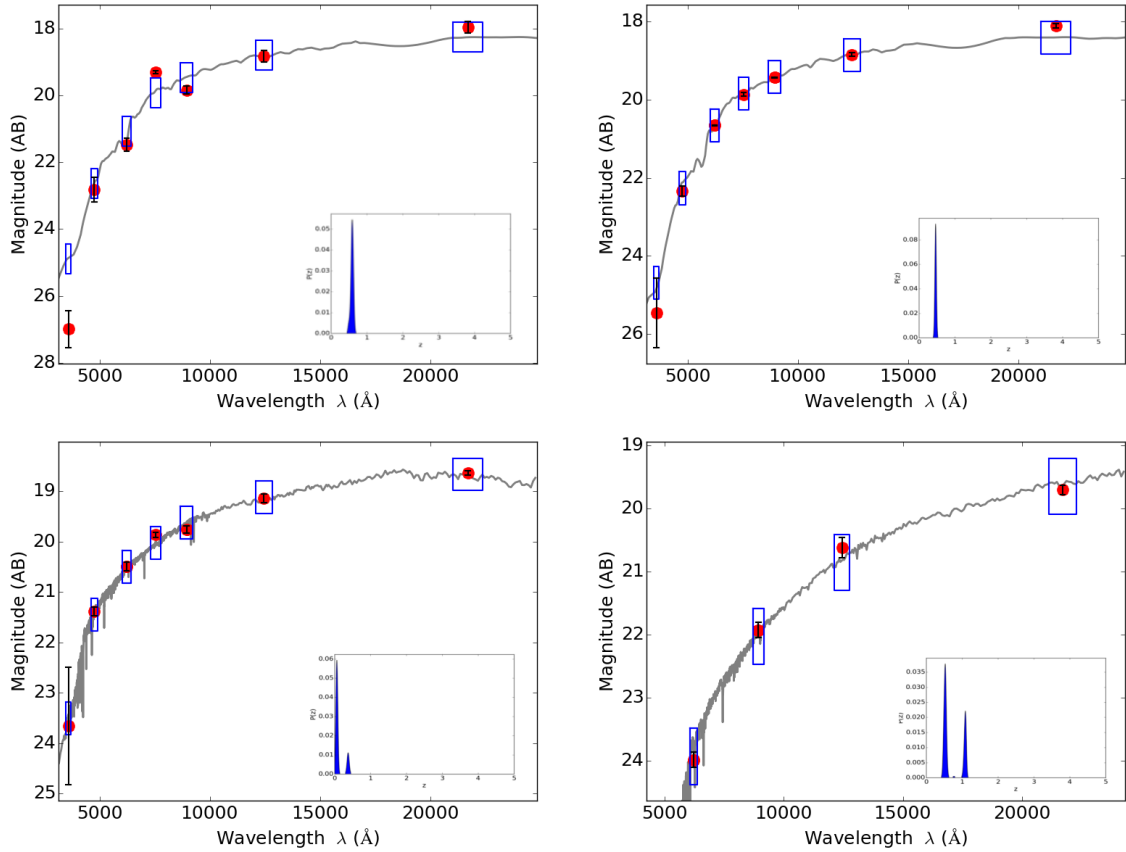 18
20
22
24
26
28
Magnitude (AB)
5000 10000 15000 20000
Wavelength λ (Å)
0.05
0.04
0.03
0.02
0.01
0.00
P(z)
0 1 2 3 4 5
z
18
20
22
24
26
Magnitude (AB)
5000 10000 15000 20000
Wavelength λ (Å)
0.08
0.06
0.04
0.02
0.00
P(z)
0 1 2 3 4 5
z
19
20
21
22
23
24
25
Magnitude (AB)
5000 10000 15000 20000
Wavelength λ (Å)
0.06
0.05
0.04
0.03
0.02
0.01
0.00
P(z)
0 1 2 3 4 5
z
19
20
21
22
23
24
Magnitude (AB)
5000 10000 15000 20000
Wavelength λ (Å)
0.035
0.030
0.025
0.020
0.015
0.010
0.005
0.000
P(z)
0 1 2 3 4 5
z